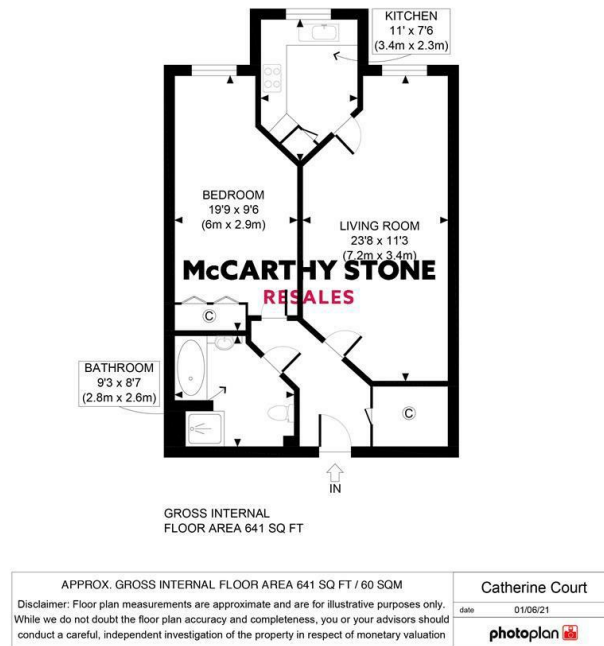 KITCHEN
11' x 7'6
(3.4m x 2.3m)
BEDROOM
19'9 x 9'6
(6m x 2.9m)
LIVING ROOM
23'8 x 11'3
(7.2m x 3.4m)
McCARTHY STONE
RESALES
C
BATHROOM
9'3 x 8'7
(2.8m x 2.6m)
C
IN
GROSS INTERNAL
FLOOR AREA 641 SQ FT
APPROX. GROSS INTERNAL FLOOR AREA 641 SQ FT / 60 SQM
Disclaimer: Floor plan measurements are approximate and are for illustrative purposes only.
While we do not doubt the floor plan accuracy and completeness, you or your advisors should
conduct a careful, independent investigation of the property in respect of monetary valuation
Catherine Court
date 01/06/21
photoplan